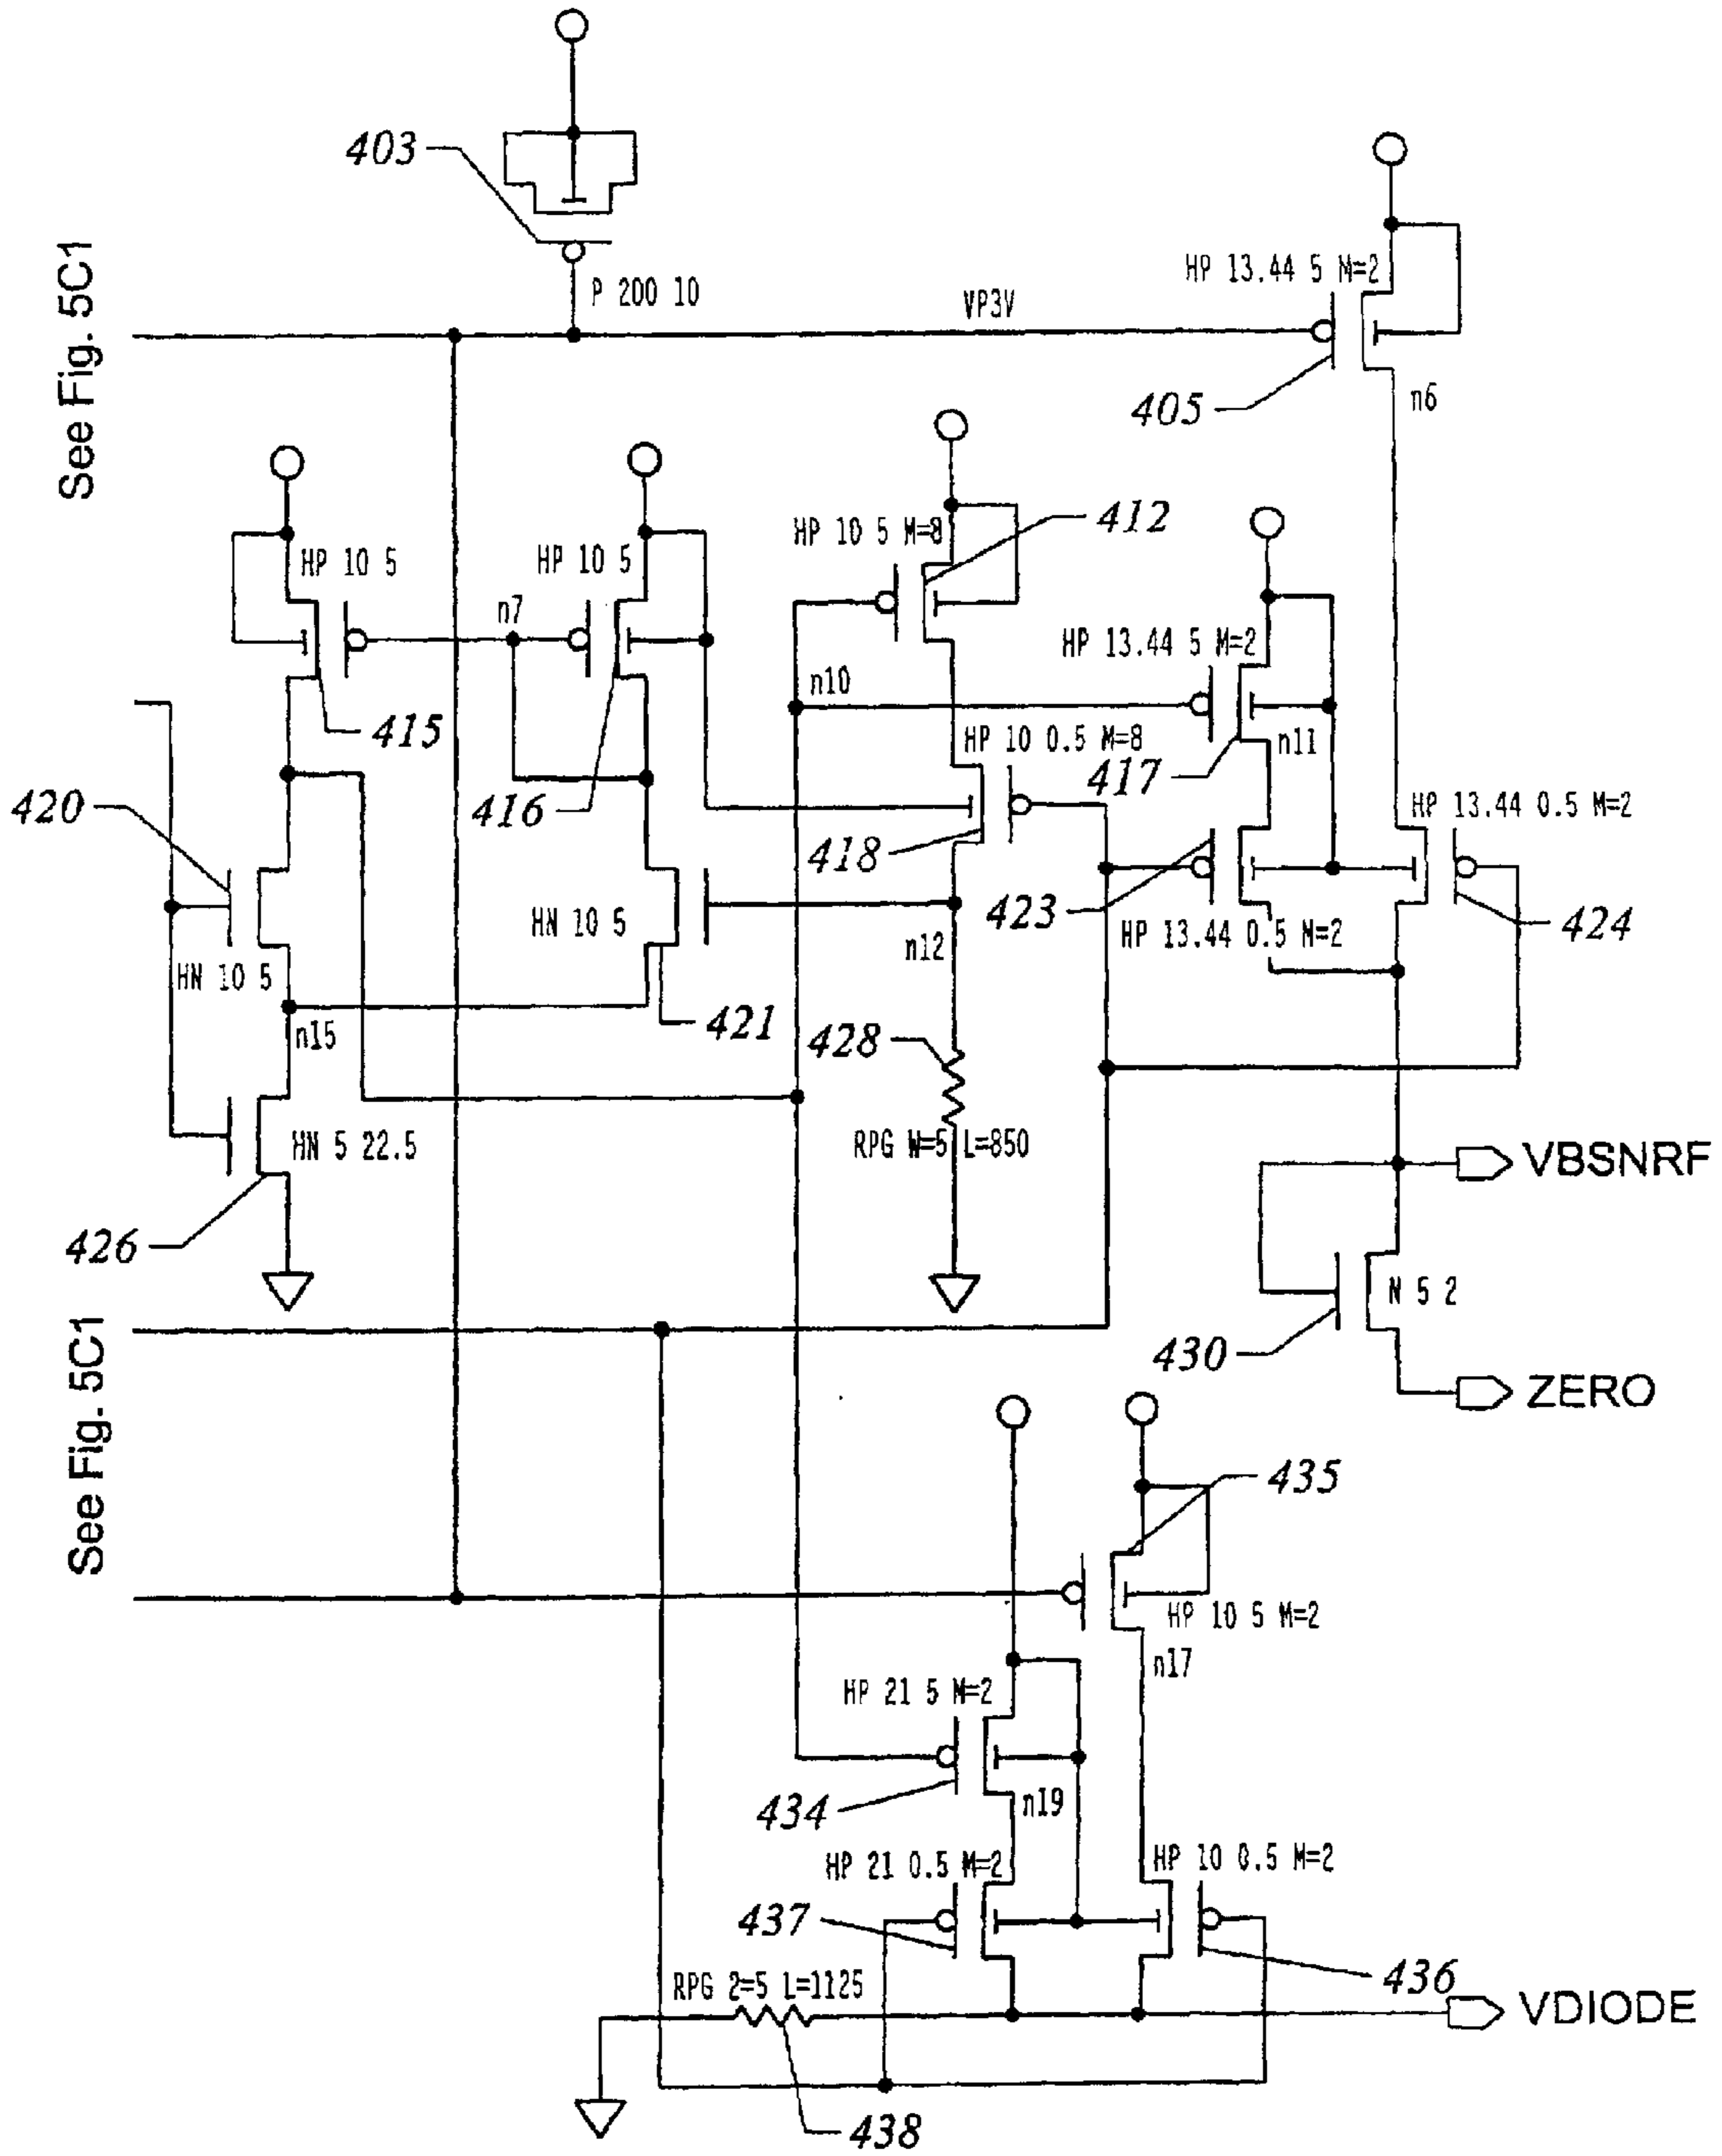 403
P 200 10
See Fig. 5C1
VP3V
HP 13.44 5 M=2
405
n6
HP 10 5
HP 10 5
n7
HP 10 5 M=8
412
HP 13.44 5 M=2
n10
415
416
HP 10 0.5 M=8
n11
417
420
418
HP 13.44 0.5 M=2
HN 10 5
HN 10 5
n12
423
HP 13.44 0.5 M=2
424
n15
421
428
HN 5 22.5
RPG W=5 L=850
VBSNRF
426
See Fig. 5C1
N 5 2
430
ZERO
435
HP 10 5 M=2
n17
HP 21 5 M=2
434
n19
HP 21 0.5 M=2
HP 10 0.5 M=2
437
436
RPG 2=5 L=1125
VDIODE
438